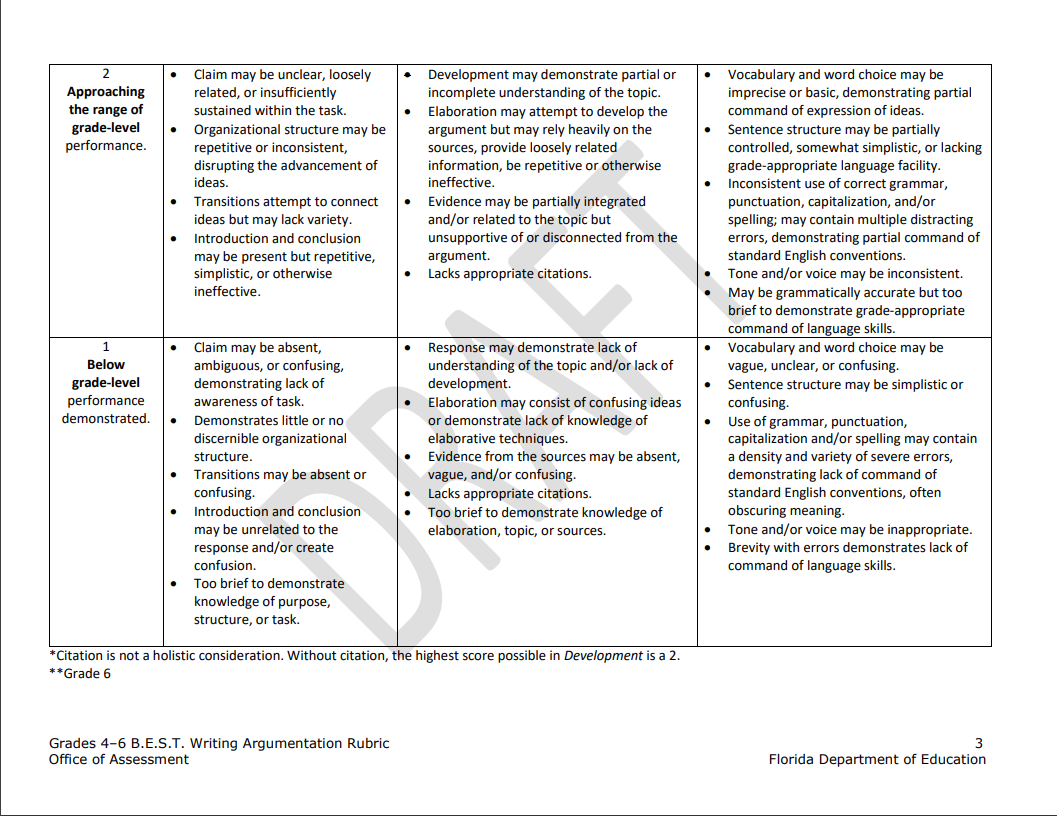 2
Approaching
the range of
grade-level
performance.
• Claim may be unclear, loosely
related, or insufficiently
sustained within the task.
• Organizational structure may be
repetitive or inconsistent,
disrupting the advancement of
ideas.
• Transitions attempt to connect
ideas but may lack variety.
• Introduction and conclusion
may be present but repetitive,
simplistic, or otherwise
ineffective.
• Development may demonstrate partial or
incomplete understanding of the topic.
• Elaboration may attempt to develop the
argument but may rely heavily on the
sources, provide loosely related
information, be repetitive or otherwise
ineffective.
• Evidence may be partially integrated
and/or related to the topic but
unsupportive of or disconnected from the
argument.
• Lacks appropriate citations.
• Vocabulary and word choice may be
imprecise or basic, demonstrating partial
command of expression of ideas.
• Sentence structure may be partially
controlled, somewhat simplistic, or lacking
grade-appropriate language facility.
• Inconsistent use of correct grammar,
punctuation, capitalization, and/or
spelling; may contain multiple distracting
errors, demonstrating partial command of
standard English conventions.
• Tone and/or voice may be inconsistent.
• May be grammatically accurate but too
brief to demonstrate grade-appropriate
command of language skills.
1
Below
grade-level
performance
demonstrated.
• Claim may be absent,
ambiguous, or confusing,
demonstrating lack of
awareness of task.
• Demonstrates little or no
discernible organizational
structure.
• Transitions may be absent or
confusing.
• Introduction and conclusion
may be unrelated to the
response and/or create
confusion.
• Too brief to demonstrate
knowledge of purpose,
structure, or task.
• Response may demonstrate lack of
understanding of the topic and/or lack of
development.
• Elaboration may consist of confusing ideas
or demonstrate lack of knowledge of
elaborative techniques.
• Evidence from the sources may be absent,
vague, and/or confusing.
• Lacks appropriate citations.
• Too brief to demonstrate knowledge of
elaboration, topic, or sources.
• Vocabulary and word choice may be
vague, unclear, or confusing.
• Sentence structure may be simplistic or
confusing.
• Use of grammar, punctuation,
capitalization and/or spelling may contain
a density and variety of severe errors,
demonstrating lack of command of
standard English conventions, often
obscuring meaning.
• Tone and/or voice may be inappropriate.
• Brevity with errors demonstrates lack of
command of language skills.
DRAFT
*Citation is not a holistic consideration. Without citation, the highest score possible in Development is a 2.
**Grade 6
Grades 4–6 B.E.S.T. Writing Argumentation Rubric
3
Office of Assessment
Florida Department of Education